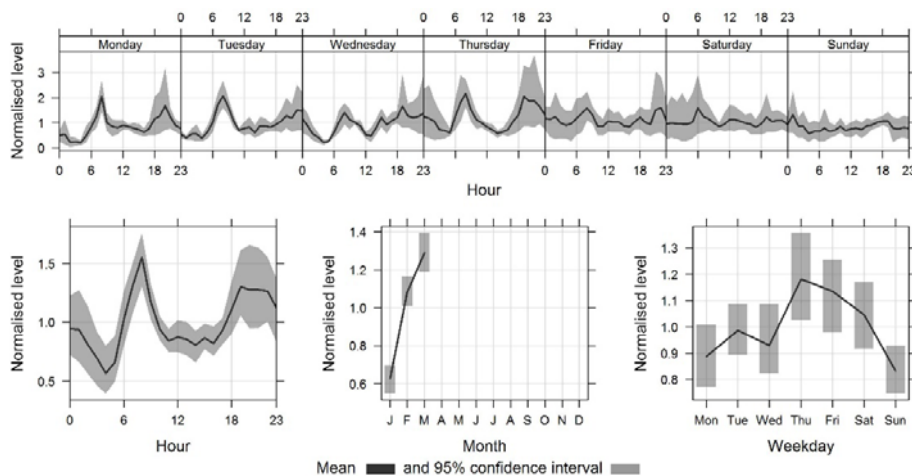 0 6 12 18 23 0 6 12 18 23 0 6 12 18 23
Monday Tuesday Wednesday Thursday Friday Saturday Sunday
Normalised level
3
2
1
0
0 6 12 18 23 0 6 12 18 23 0 6 12 18 23 0 6 12 18 23
Hour
Normalised level
1.5
1.0
0.5
0 6 12 18 23
Hour
Normalised level
1.4
1.2
1.0
0.8
0.6
J F M A M J J A S O N D
Month
Normalised level
1.3
1.2
1.1
1.0
0.9
0.8
Mon Tue Wed Thu Fri Sat Sun
Weekday
Mean and 95% confidence interval